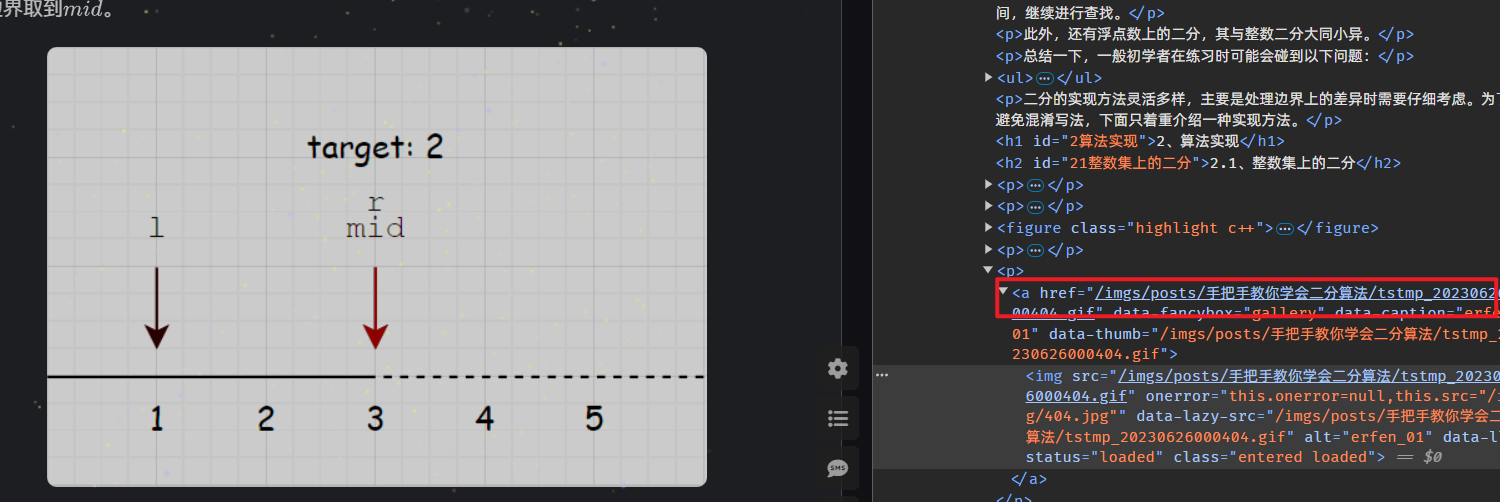 边界取到mid。
target: 2
r
l mid
1 2 3 4 5
SMS
间，继续进行查找。</p>
<p>此外，还有浮点数上的二分，其与整数二分大同小异。</p>
<p>总结一下，一般初学者在练习时可能会碰到以下问题：</p>
<ul>…</ul>
<p>二分的实现方法灵活多样，主要是处理边界上的差异时需要仔细考虑。为了
避免混淆写法，下面只着重介绍一种实现方法。</p>
<h1 id="2算法实现">2、算法实现</h1>
<h2 id="21整数集上的二分">2.1、整数集上的二分</h2>
<p>…</p>
<p>…</p>
<figure class="highlight c++">…</figure>
<p>…</p>
<p>
<a href="/imgs/posts/手把手教你学会二分算法/tstmp_20230626
00404.gif" data-fancybox="gallery" data-caption="erfen
01" data-thumb="/imgs/posts/手把手教你学会二分算法/tstmp_
230626000404.gif">
<img src="/imgs/posts/手把手教你学会二分算法/tstmp_20230
6000404.gif" onerror="this.onerror=null,this.src="/i
g/404.jpg"" data-lazy-src="/imgs/posts/手把手教你学会二
算法/tstmp_20230626000404.gif" alt="erfen_01" data-l
status="loaded" class="entered loaded"> == $0
</a>
</p>